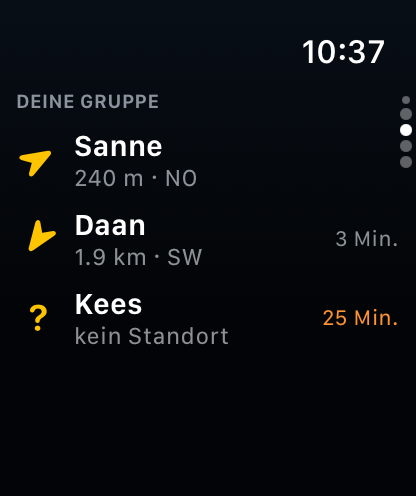 10:37
DEINE GRUPPE
Sanne
240 m · NO
Daan
1.9 km · SW
3 Min.
?
Kees
kein Standort
25 Min.